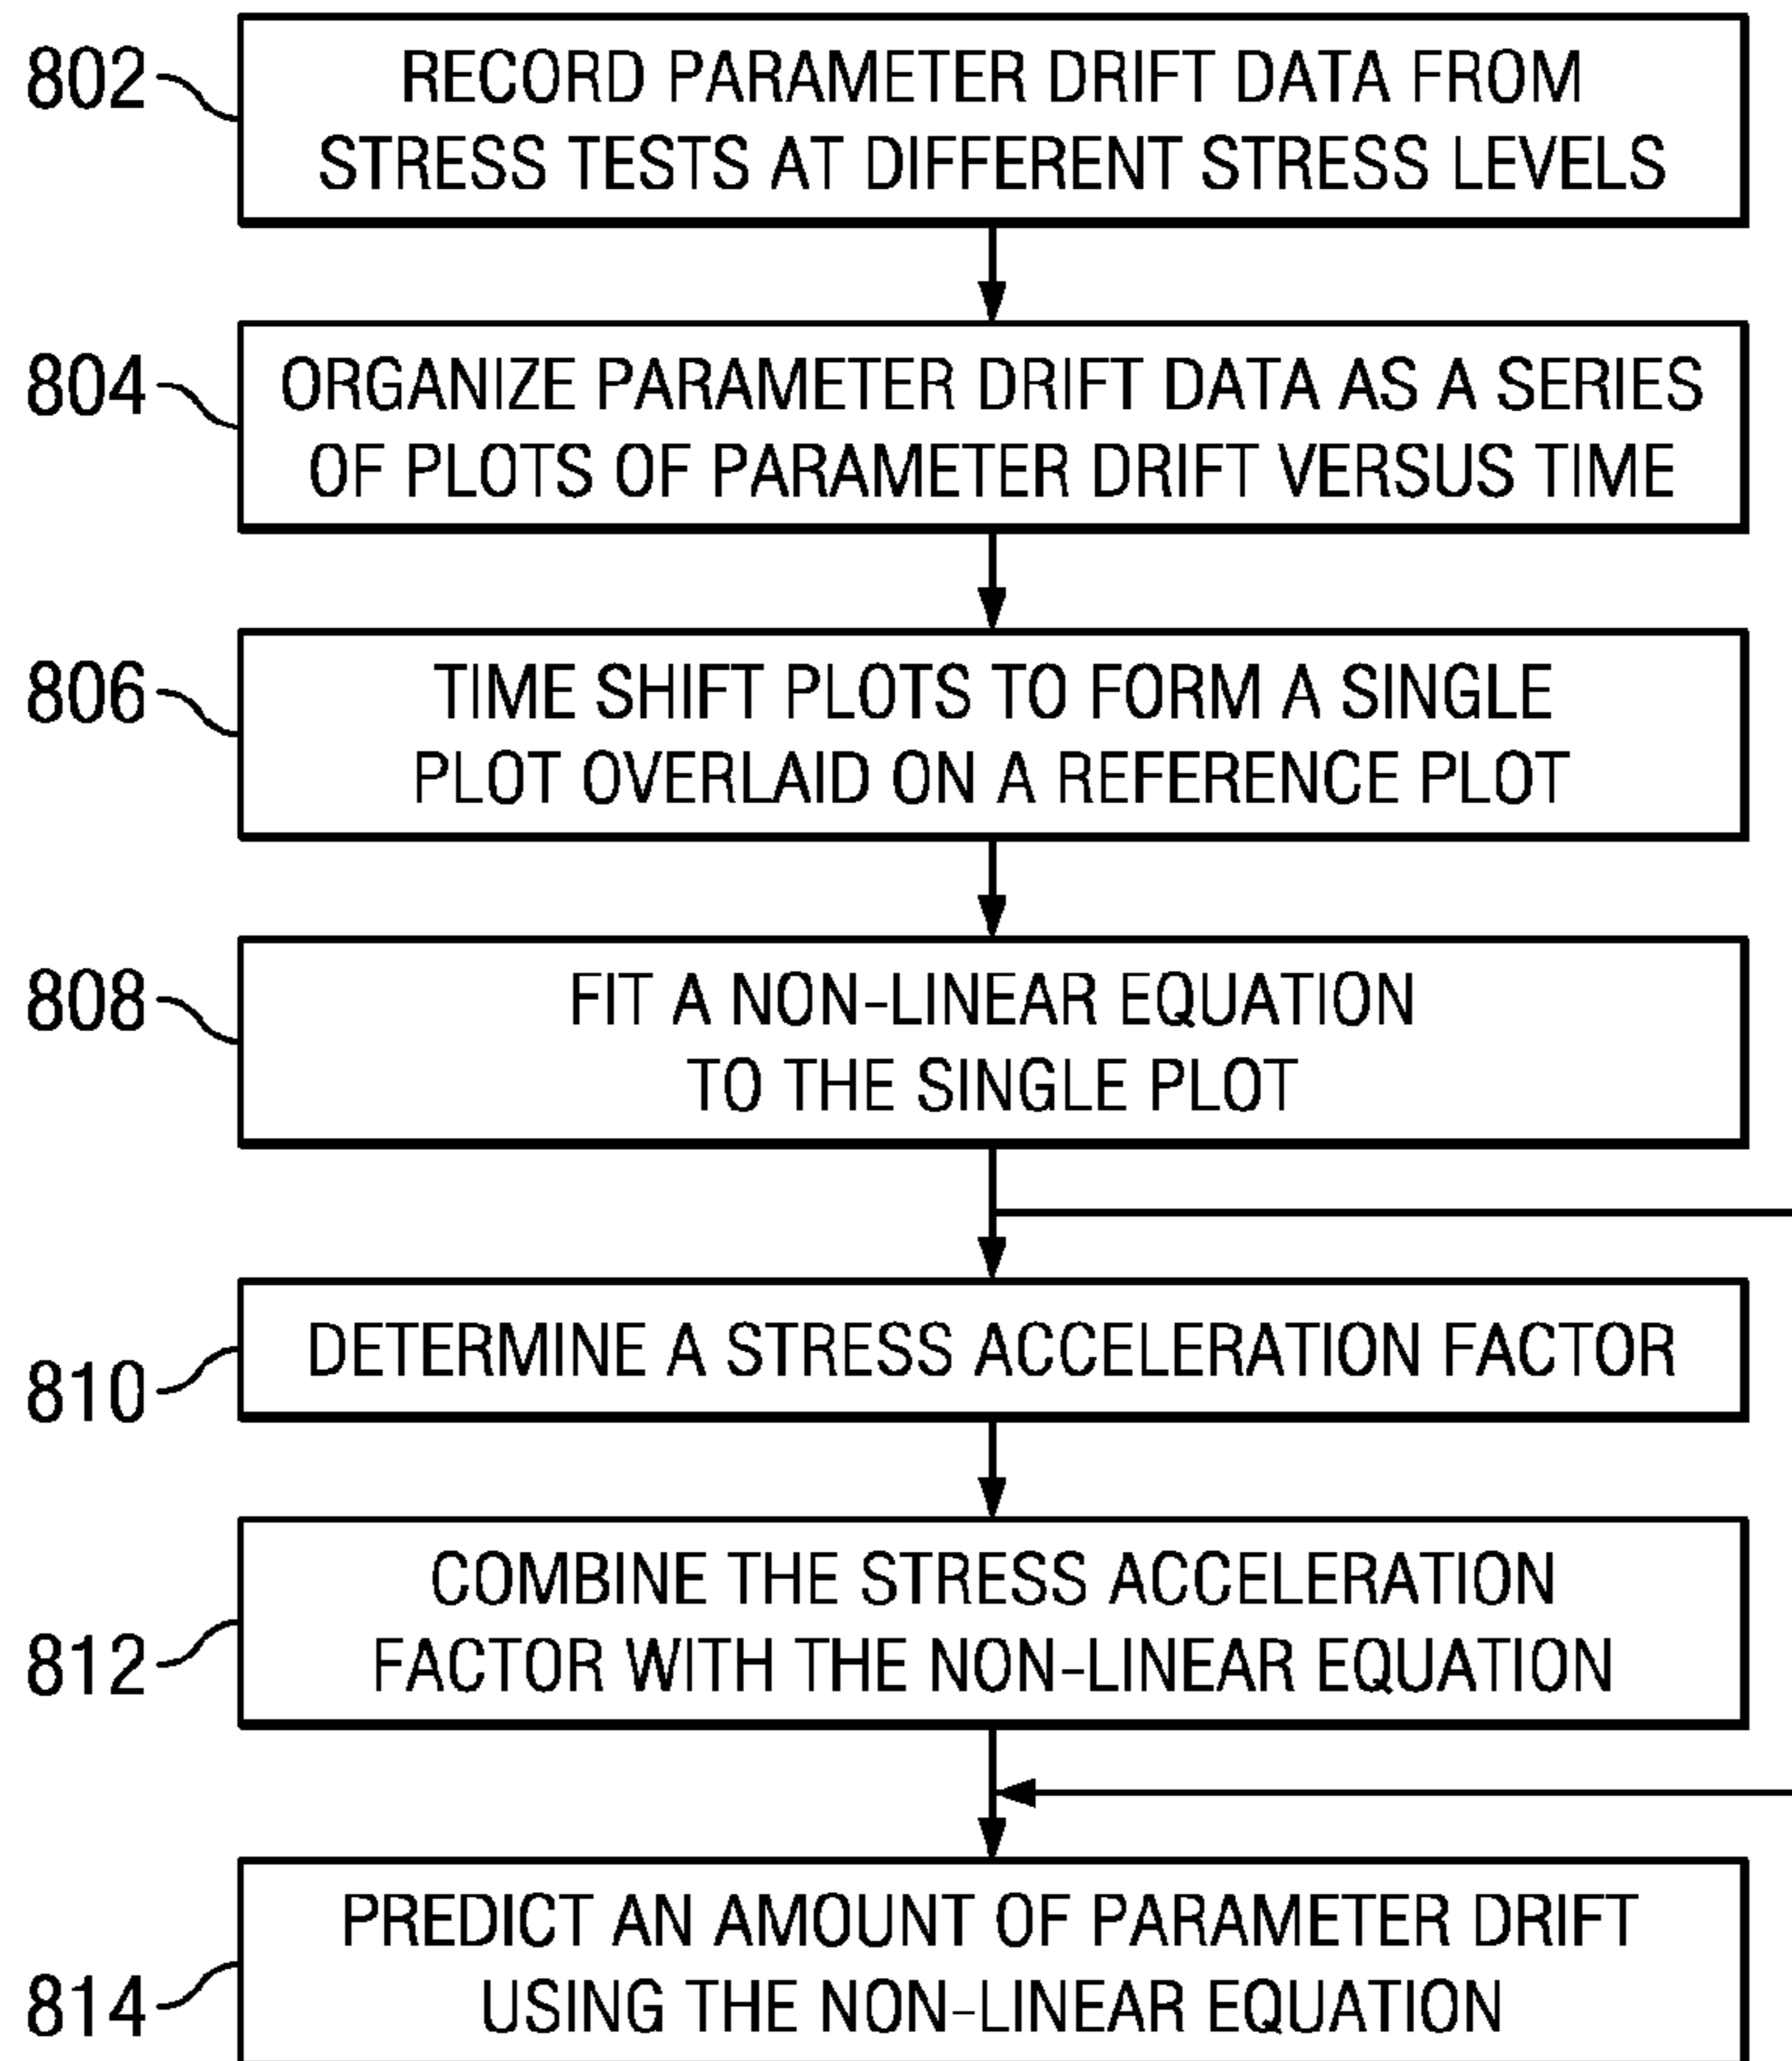 802
RECORD PARAMETER DRIFT DATA FROM
STRESS TESTS AT DIFFERENT STRESS LEVELS
804
ORGANIZE PARAMETER DRIFT DATA AS A SERIES
OF PLOTS OF PARAMETER DRIFT VERSUS TIME
806
TIME SHIFT PLOTS TO FORM A SINGLE
PLOT OVERLAID ON A REFERENCE PLOT
808
FIT A NON-LINEAR EQUATION
TO THE SINGLE PLOT
810
DETERMINE A STRESS ACCELERATION FACTOR
812
COMBINE THE STRESS ACCELERATION
FACTOR WITH THE NON-LINEAR EQUATION
814
PREDICT AN AMOUNT OF PARAMETER DRIFT
USING THE NON-LINEAR EQUATION